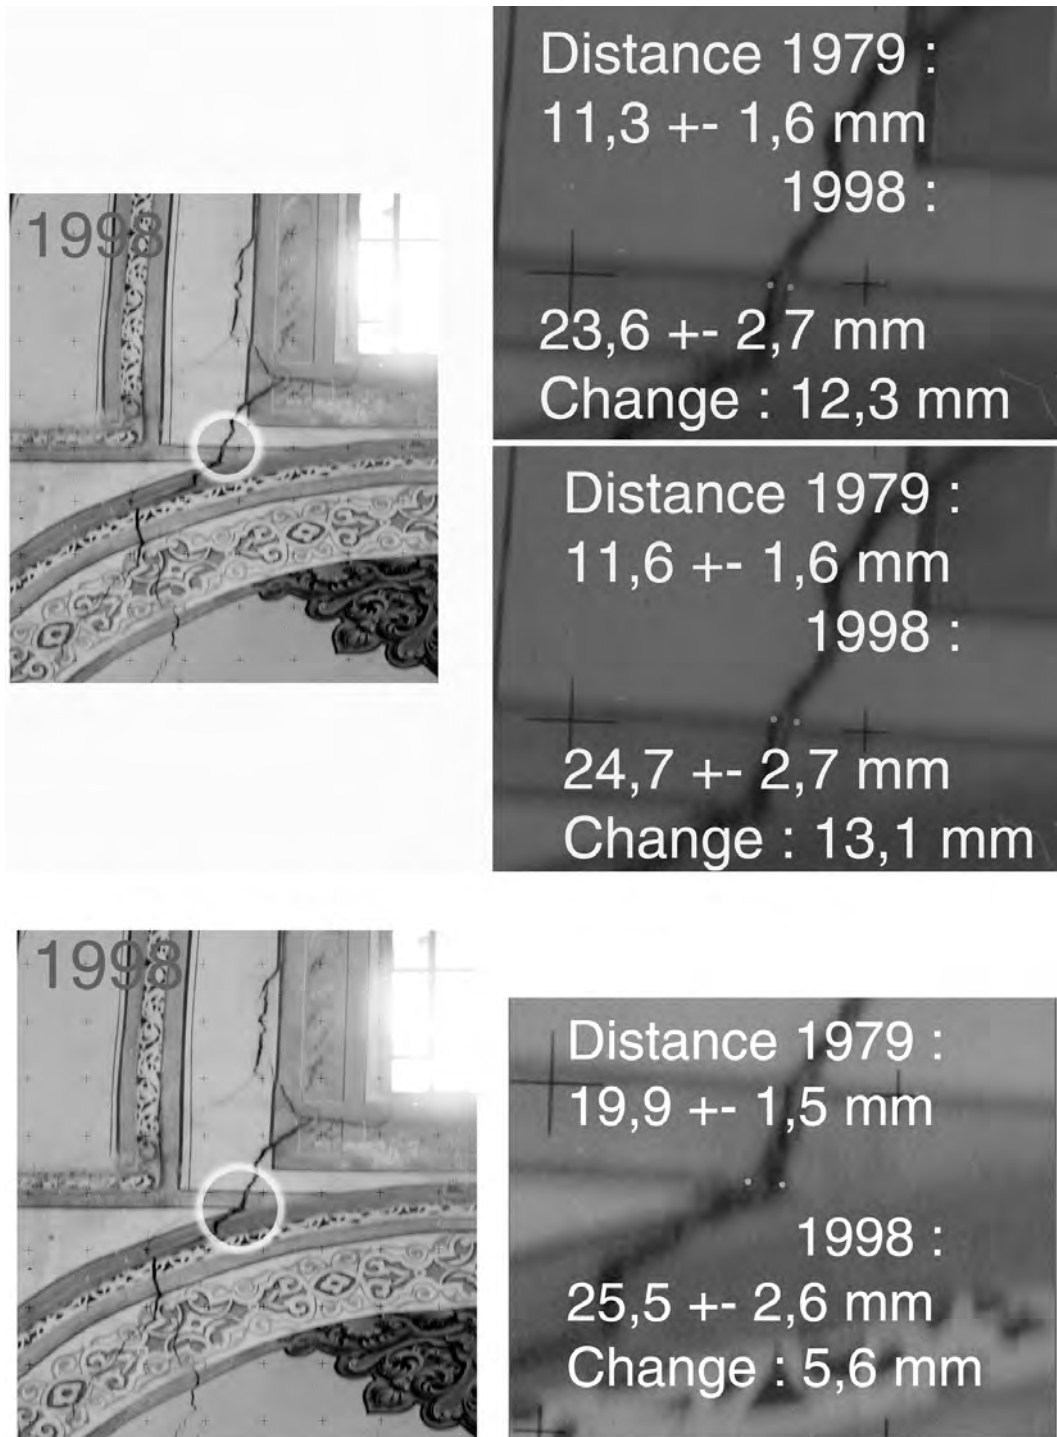 1998
Distance 1979 :
11,3 +- 1,6 mm
1998 :
23,6 +- 2,7 mm
Change : 12,3 mm
Distance 1979 :
11,6 +- 1,6 mm
1998 :
24,7 +- 2,7 mm
Change : 13,1 mm
1998
Distance 1979 :
19,9 +- 1,5 mm
1998 :
25,5 +- 2,6 mm
Change : 5,6 mm